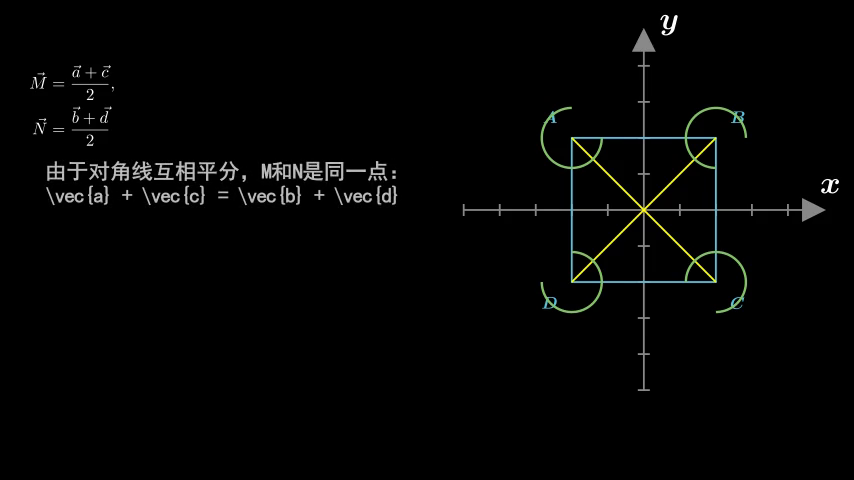 y
\vec{M} = \frac{\vec{a} + \vec{c}}{2},
\vec{N} = \frac{\vec{b} + \vec{d}}{2}
A B
由于对角线互相平分，M和N是同一点：
\vec{a} + \vec{c} = \vec{b} + \vec{d}
x
D C